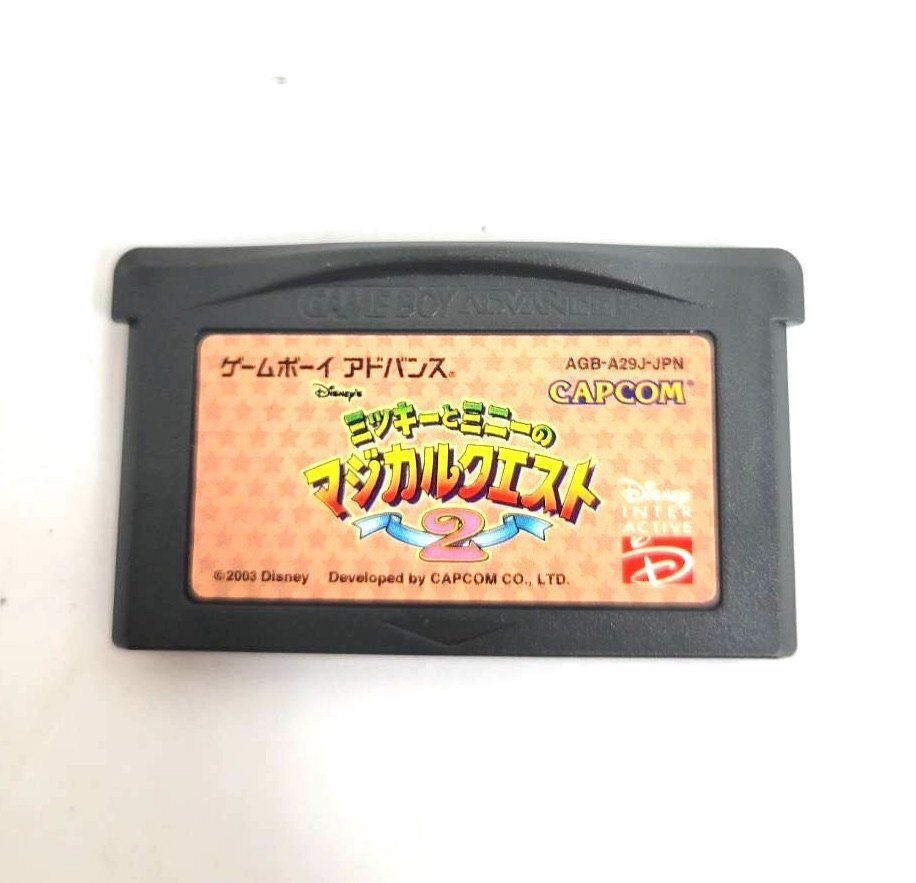 GAME BOY ADVANCE
ゲームボーイ アドバンス®
AGB-A29J-JPN
CAPCOM
Disney's
ミッキーとミニーの
マジカルクエスト
2
Disney
INTER
ACTIVE
D
©2003 Disney Developed by CAPCOM CO., LTD.